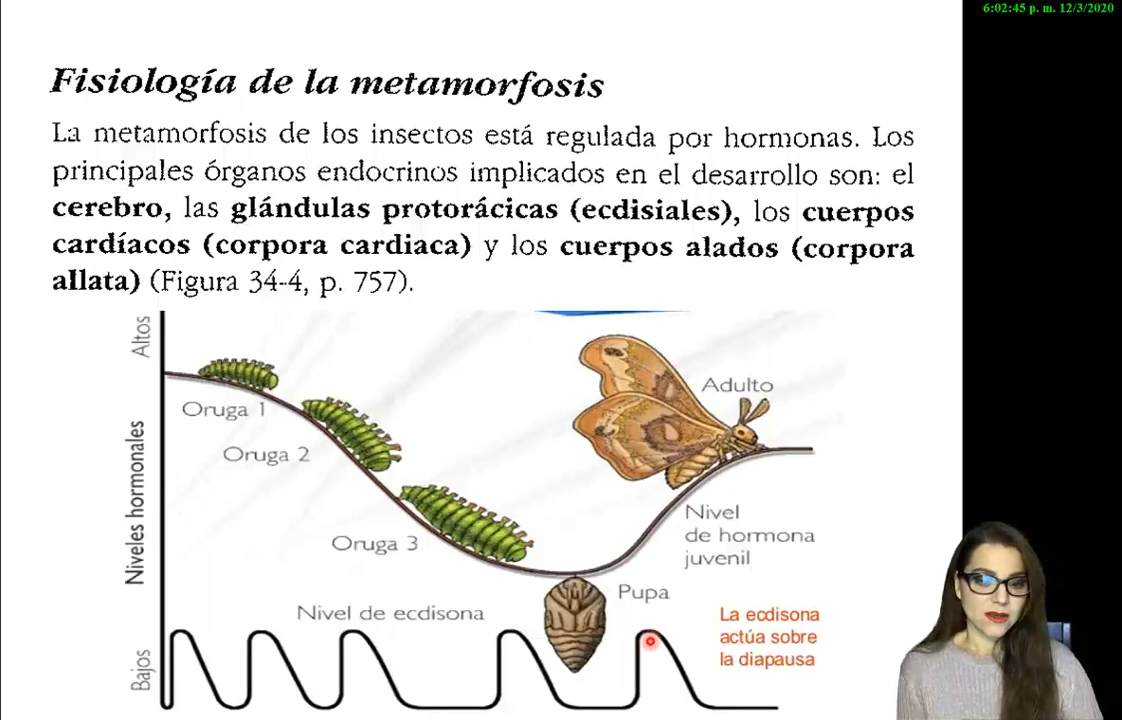 6:02:45 p. m. 12/3/2020
Fisiología de la metamorfosis
La metamorfosis de los insectos está regulada por hormonas. Los
principales órganos endocrinos implicados en el desarrollo son: el
cerebro, las glándulas protorácicas (ecdisiales), los cuerpos
cardíacos (corpora cardiaca) y los cuerpos alados (corpora
allata) (Figura 34-4, p. 757).
Altos
Niveles hormonales
Bajos
Oruga 1
Oruga 2
Oruga 3
Adulto
Nivel
de hormona
juvenil
Pupa
Nivel de ecdisona
La ecdisona
actúa sobre
la diapausa